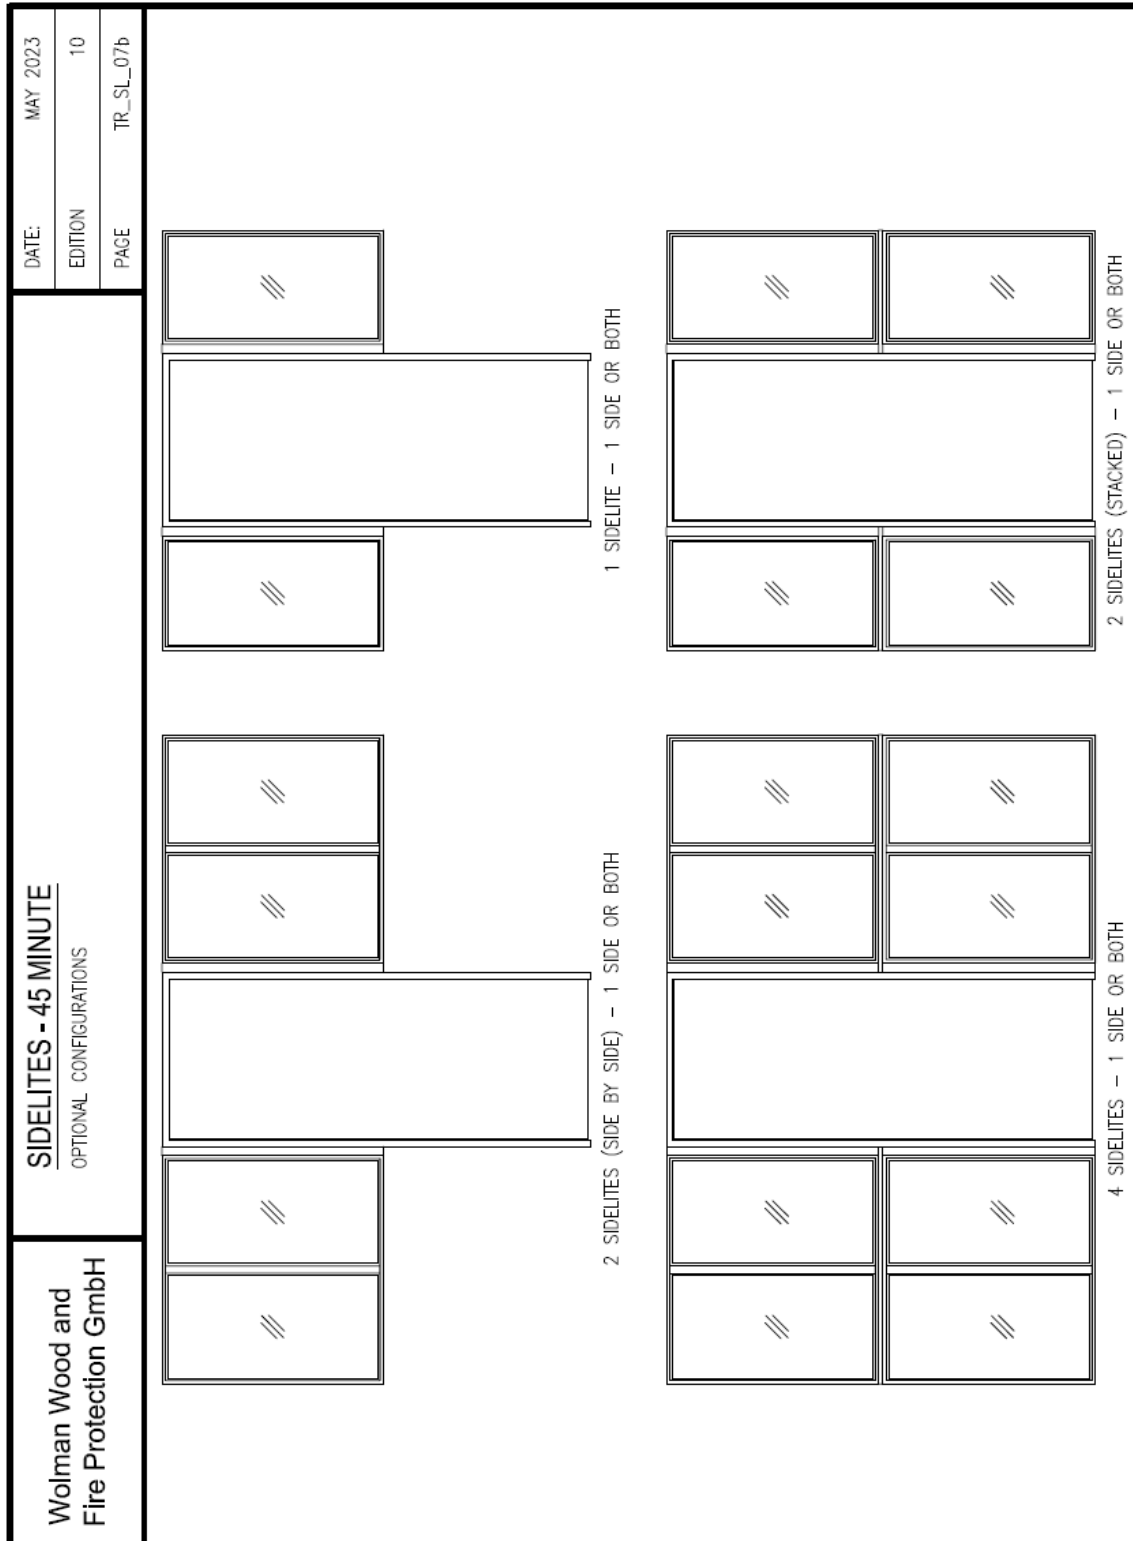 Wolman Wood and
Fire Protection GmbH
SIDELITES - 45 MINUTE
OPTIONAL CONFIGURATIONS
DATE: MAY 2023
EDITION 10
PAGE TR_SL_07b
2 SIDELITES (SIDE BY SIDE) – 1 SIDE OR BOTH
1 SIDELITE – 1 SIDE OR BOTH
4 SIDELITES – 1 SIDE OR BOTH
2 SIDELITES (STACKED) – 1 SIDE OR BOTH